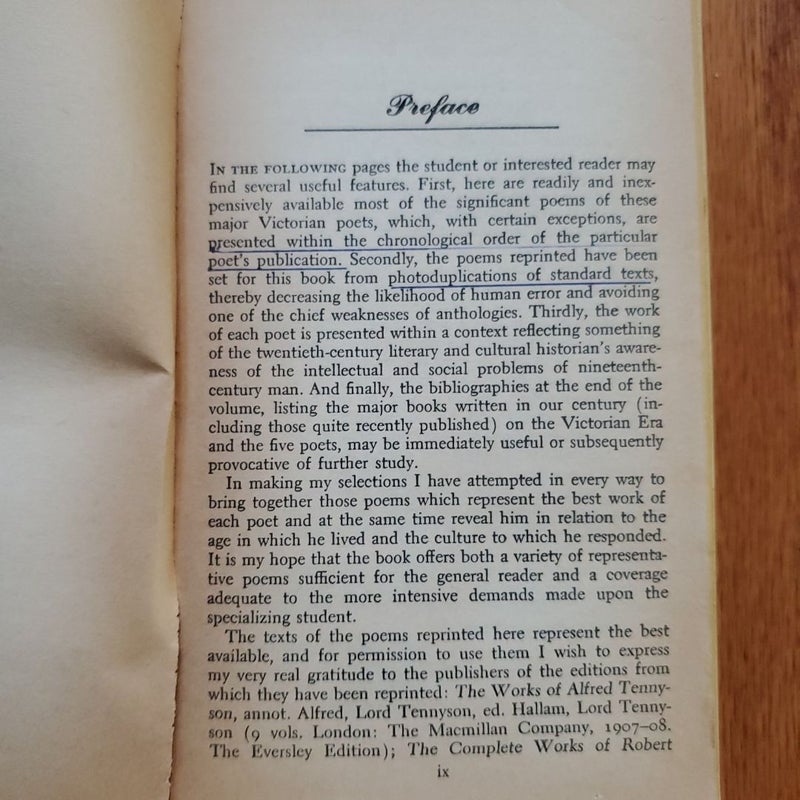 Preface
IN THE FOLLOWING pages the student or interested reader may
find several useful features. First, here are readily and inex-
pensively available most of the significant poems of these
major Victorian poets, which, with certain exceptions, are
presented within the chronological order of the particular
poet's publication. Secondly, the poems reprinted have been
set for this book from photoduplications of standard texts,
thereby decreasing the likelihood of human error and avoiding
one of the chief weaknesses of anthologies. Thirdly, the work
of each poet is presented within a context reflecting something
of the twentieth-century literary and cultural historian's aware-
ness of the intellectual and social problems of nineteenth-
century man. And finally, the bibliographies at the end of the
volume, listing the major books written in our century (in-
cluding those quite recently published) on the Victorian Era
and the five poets, may be immediately useful or subsequently
provocative of further study.
In making my selections I have attempted in every way to
bring together those poems which represent the best work of
each poet and at the same time reveal him in relation to the
age in which he lived and the culture to which he responded.
It is my hope that the book offers both a variety of representa-
tive poems sufficient for the general reader and a coverage
adequate to the more intensive demands made upon the
specializing student.
The texts of the poems reprinted here represent the best
available, and for permission to use them I wish to express
my very real gratitude to the publishers of the editions from
which they have been reprinted: The Works of Alfred Tenny-
son, annot. Alfred, Lord Tennyson, ed. Hallam, Lord Tenny-
son (9 vols. London: The Macmillan Company, 1907–08.
The Eversley Edition); The Complete Works of Robert
ix